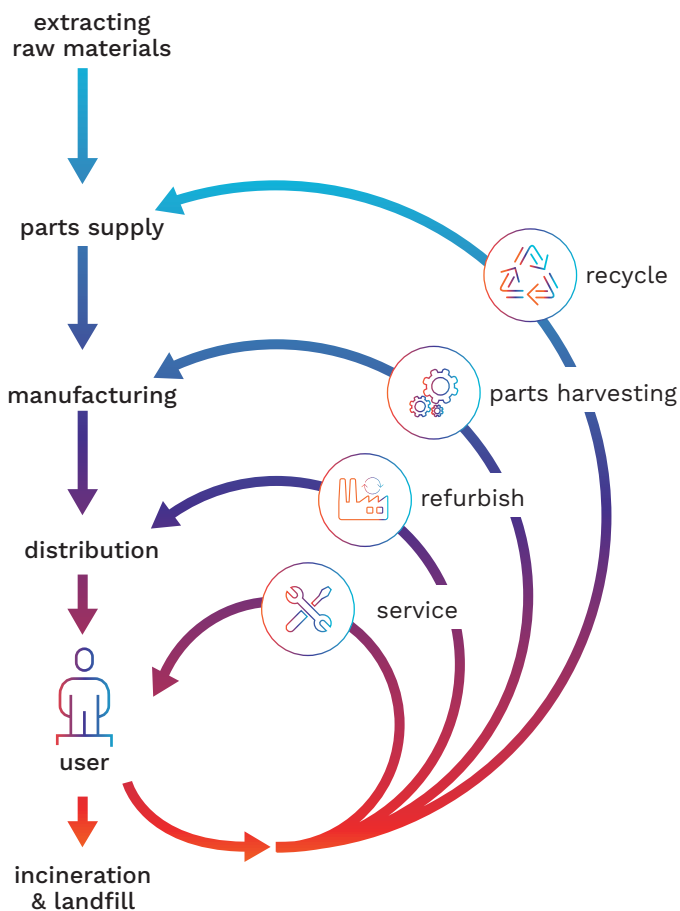 extracting
raw materials
parts supply
recycle
manufacturing
parts harvesting
refurbish
distribution
service
user
incineration
& landfill